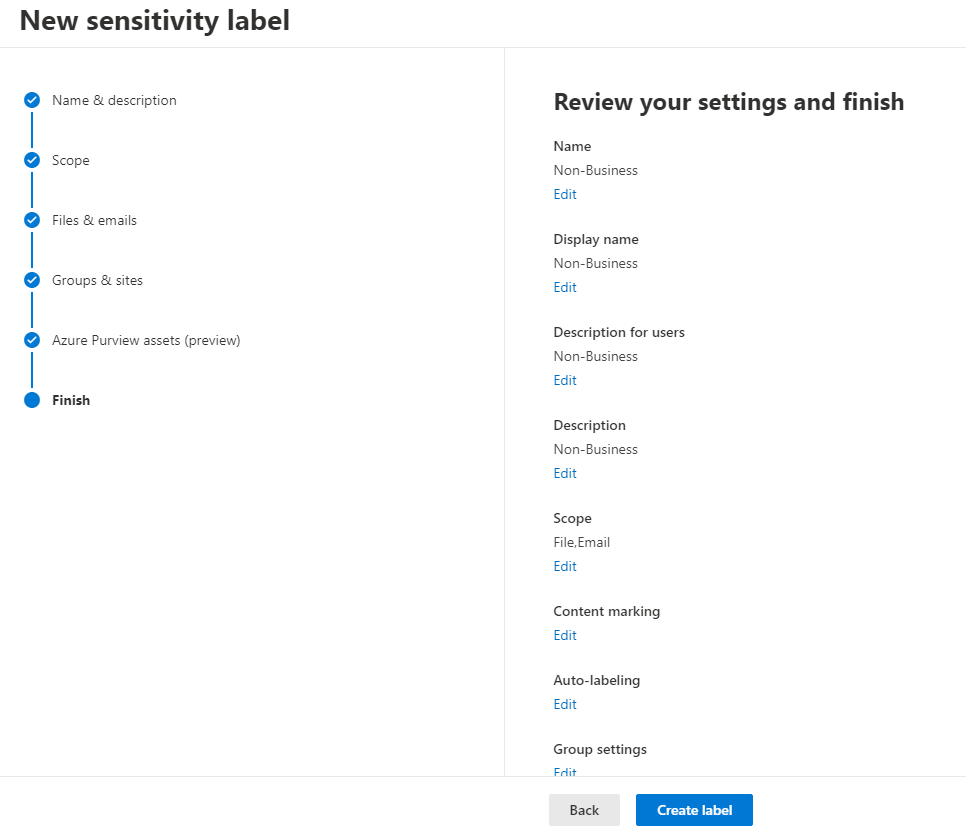 New sensitivity label
Name & description
Scope
Files & emails
Groups & sites
Azure Purview assets (preview)
Finish
Review your settings and finish
Name
Non-Business
Edit
Display name
Non-Business
Edit
Description for users
Non-Business
Edit
Description
Non-Business
Edit
Scope
File,Email
Edit
Content marking
Edit
Auto-labeling
Edit
Group settings
Edit
Back
Create label